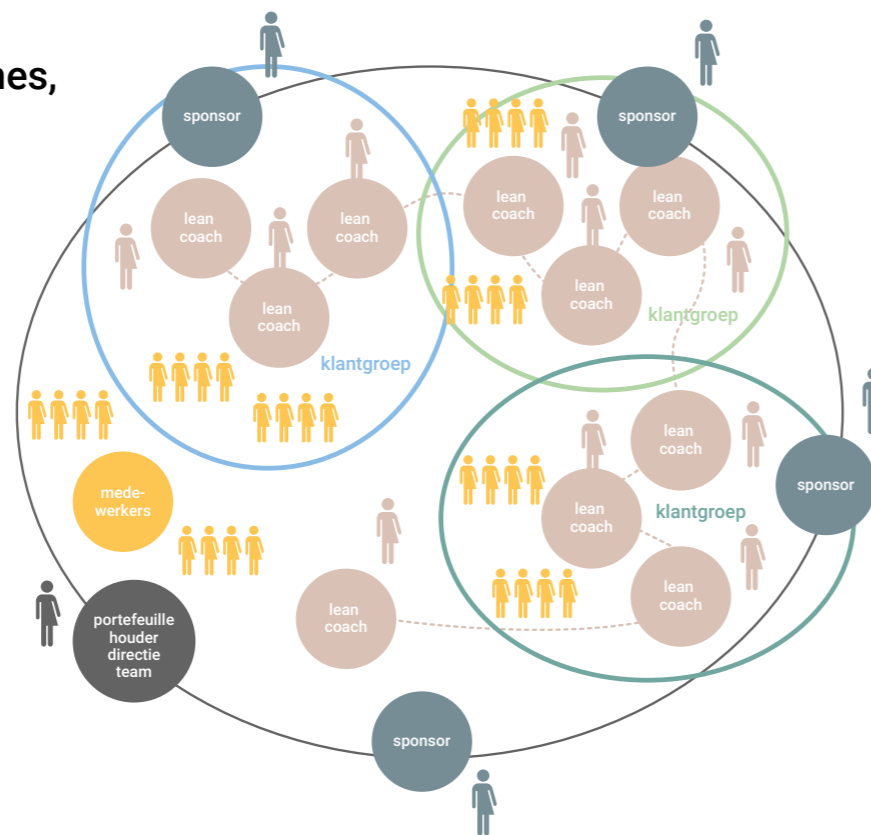 nes,
sponsor
sponsor
lean
coach
lean
coach
lean
coach
klantgroep
lean
coach
lean
coach
lean
coach
klantgroep
lean
coach
lean
coach
klantgroep
lean
coach
sponsor
mede-
werkers
portefeuille
houder
directie
team
lean
coach
sponsor